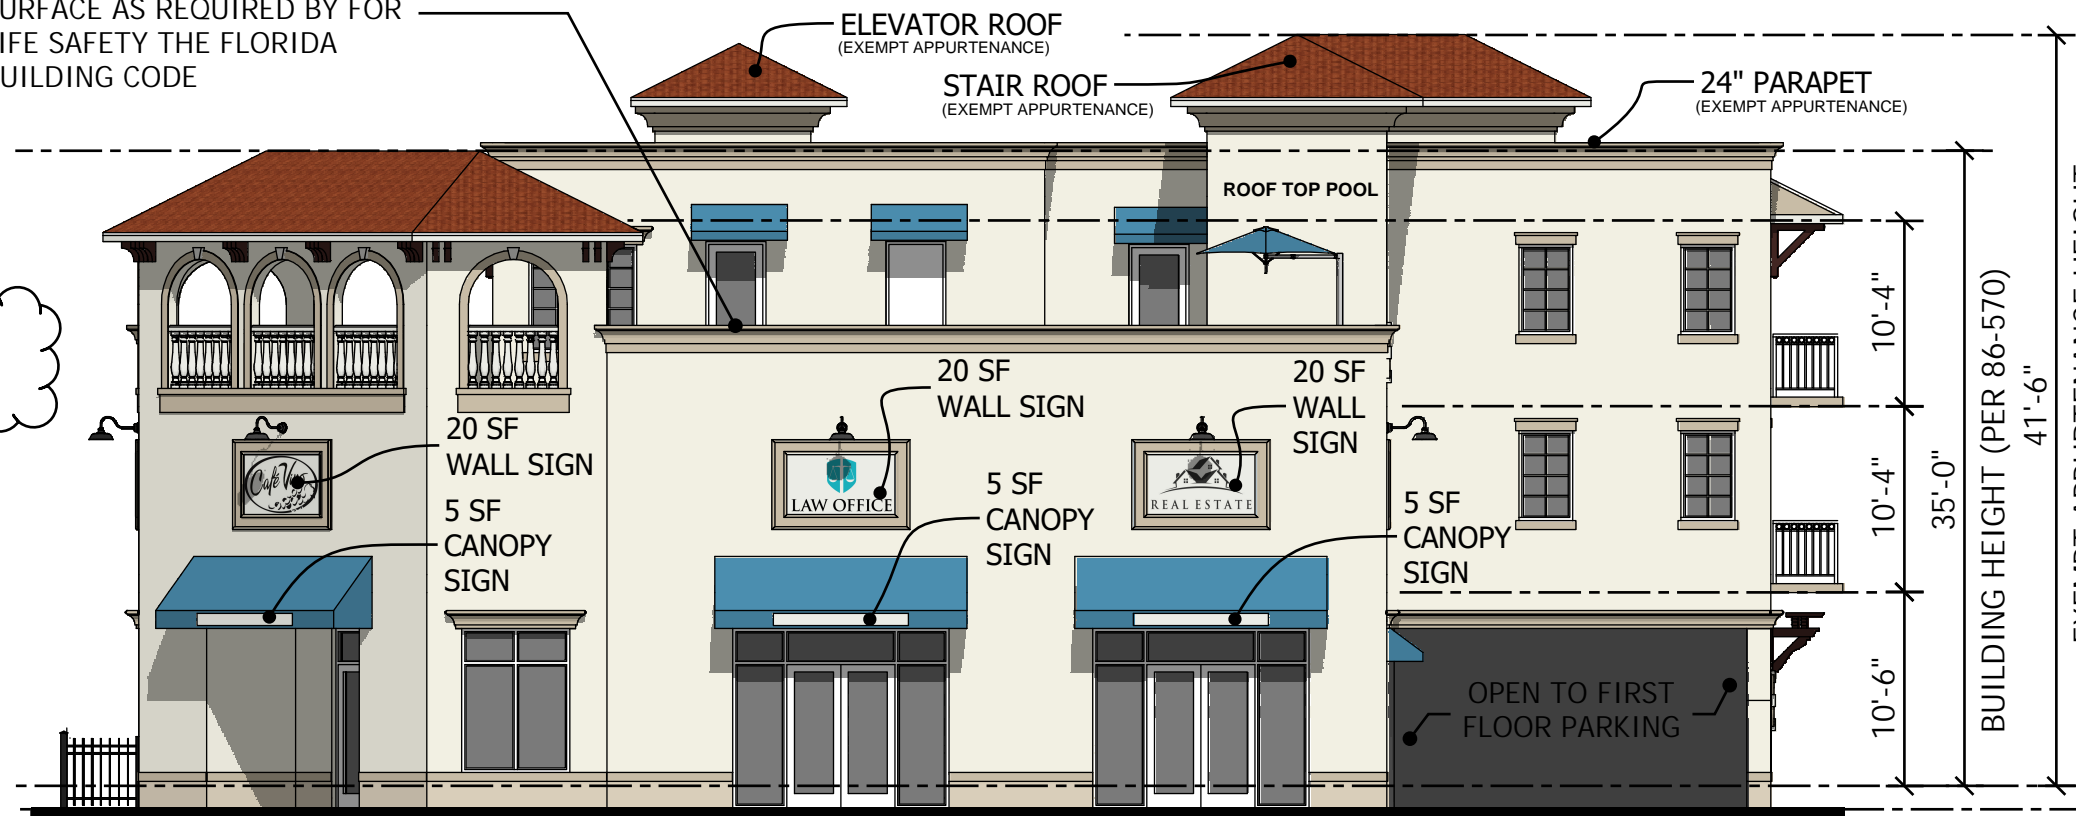 URFACE AS REQUIRED BY FOR
IFE SAFETY THE FLORIDA
UILDING CODE
ELEVATOR ROOF
(EXEMPT APPURTENANCE)
STAIR ROOF
(EXEMPT APPURTENANCE)
24" PARAPET
(EXEMPT APPURTENANCE)
ROOF TOP POOL
20 SF
WALL SIGN
20 SF
WALL
SIGN
20 SF
WALL SIGN
Café Vino
LAW OFFICE
REAL ESTATE
5 SF
CANOPY
SIGN
5 SF
CANOPY
SIGN
5 SF
CANOPY
SIGN
OPEN TO FIRST
FLOOR PARKING
10'-4"
10'-4"
10'-6"
35'-0"
BUILDING HEIGHT (PER 86-570)
41'-6"